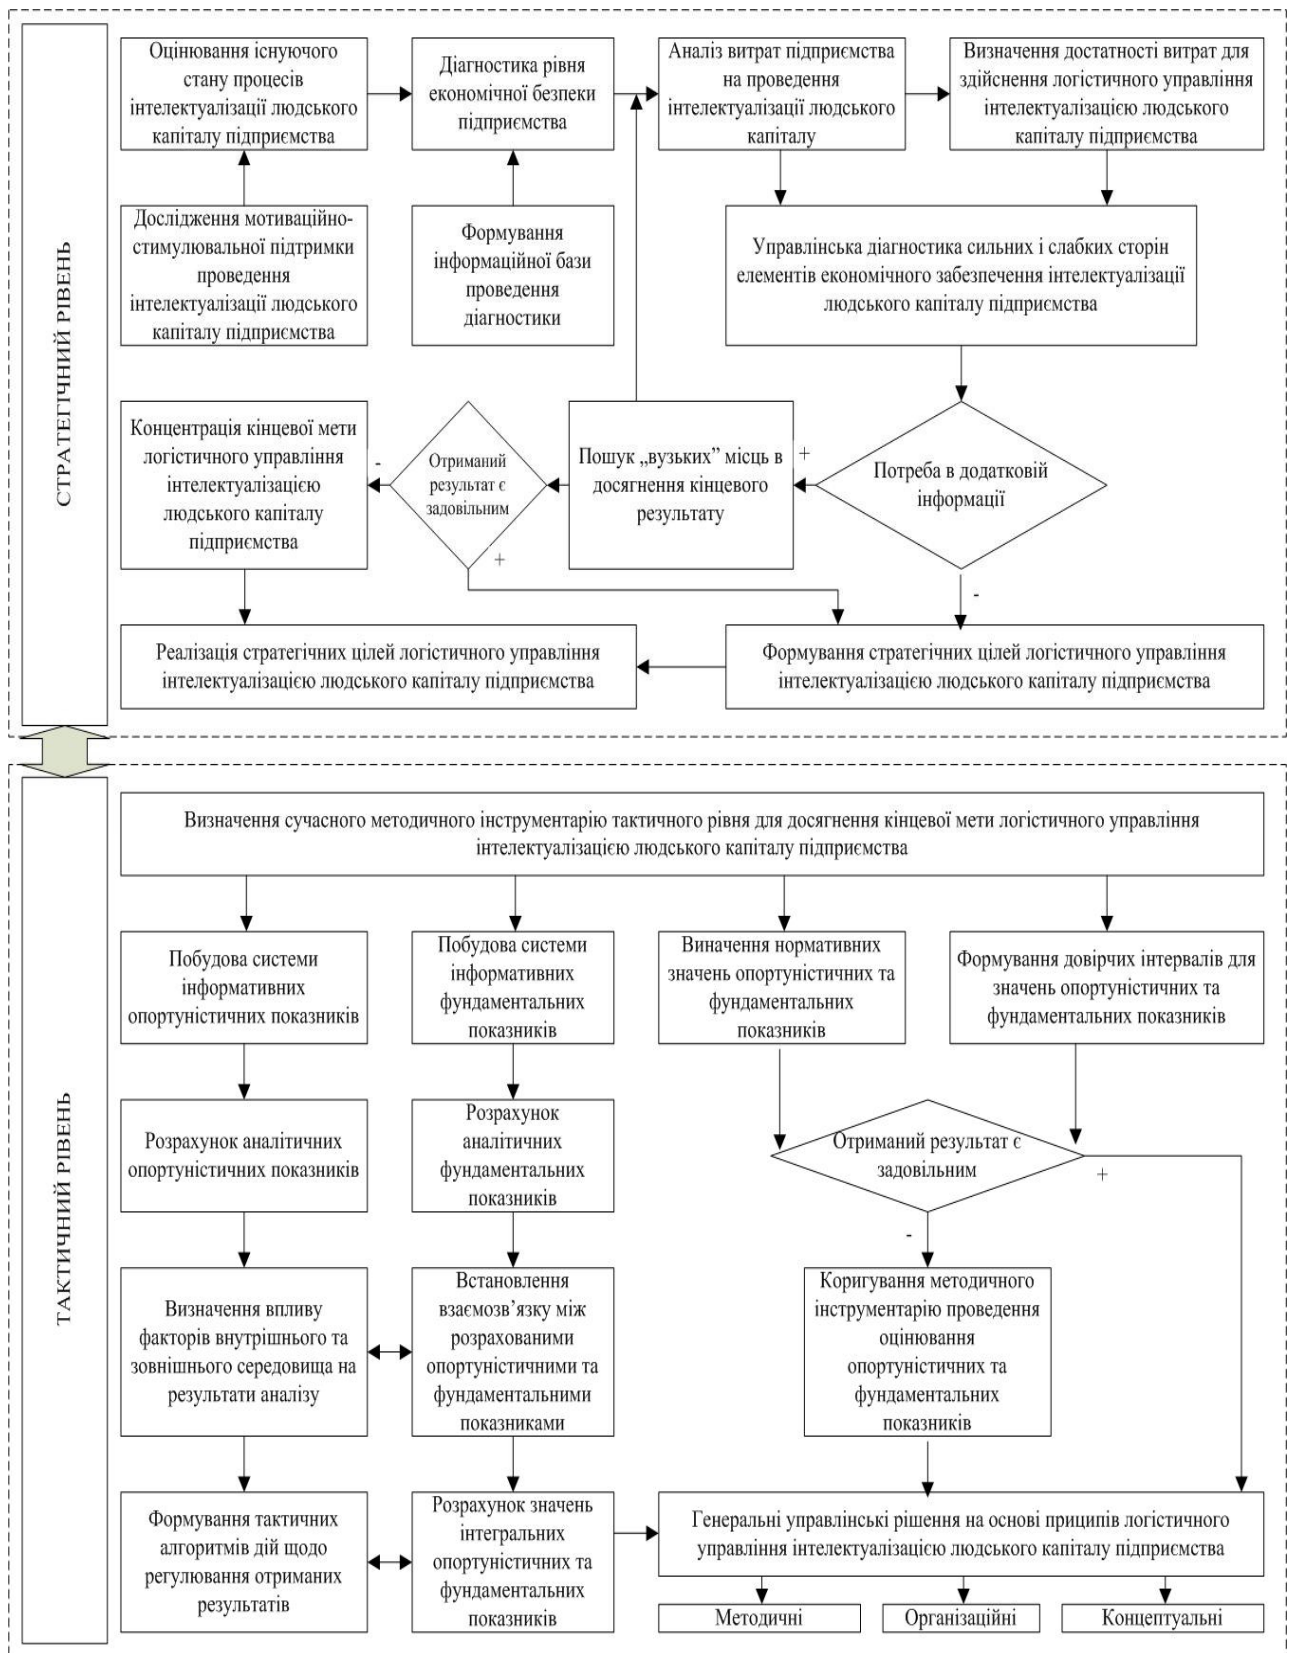 СТРАТЕГІЧНИЙ РІВЕНЬ
Оцінювання існуючого
стану процесів
інтелектуалізації людського
капіталу підприємства
Діагностика рівня
економічної безпеки
підприємства
Аналіз витрат підприємства
на проведення
інтелектуалізації людського
капіталу
Визначення достатності витрат для
здійснення логістичного управління
інтелектуалізацією людського
капіталу підприємства
Дослідження мотиваційно-
стимулювальної підтримки
проведення
інтелектуалізації людського
капіталу підприємства
Формування
інформаційної бази
проведення
діагностики
Управлінська діагностика сильних і слабких сторін
елементів економічного забезпечення інтелектуалізації
людського капіталу підприємства
Концентрація кінцевої мети
логістичного управління
інтелектуалізацією
людського капіталу
підприємства
-
Отриманий
результат є
задовільним
+
Пошук „вузьких” місць в
досягнення кінцевого
результату
+
Потреба в додатковій
інформації
-
Реалізація стратегічних цілей логістичного управління
інтелектуалізацією людського капіталу підприємства
Формування стратегічних цілей логістичного управління
інтелектуалізацією людського капіталу підприємства
ТАКТИЧНИЙ РІВЕНЬ
Визначення сучасного методичного інструментарію тактичного рівня для досягнення кінцевої мети логістичного управління
інтелектуалізацією людського капіталу підприємства
Побудова системи
інформативних
опортуністичних показників
Побудова системи
інформативних
фундаментальних
показників
Виначення нормативних
значень опортуністичних та
фундаментальних
показників
Формування довірчих інтервалів для
значень опортуністичних та
фундаментальних показників
Розрахунок аналітичних
опортуністичних показників
Розрахунок
аналітичних
фундаментальних
показників
Отриманий результат є
задовільним
+
-
Визначення впливу
факторів внутрішнього та
зовнішнього середовища на
результати аналізу
Встановлення
взаємозв’язку між
розрахованими
опортуністичними та
фундаментальними
показниками
Коригування методичного
інструментарію проведення
оцінювання
опортуністичних та
фундаментальних
показників
Формування тактичних
алгоритмів дій щодо
регулювання отриманих
результатів
Розрахунок значень
інтегральних
опортуністичних та
фундаментальних
показників
Генеральні управлінські рішення на основі приципів логістичного
управління інтелектуалізацією людського капіталу підприємства
Методичні
Організаційні
Концептуальні